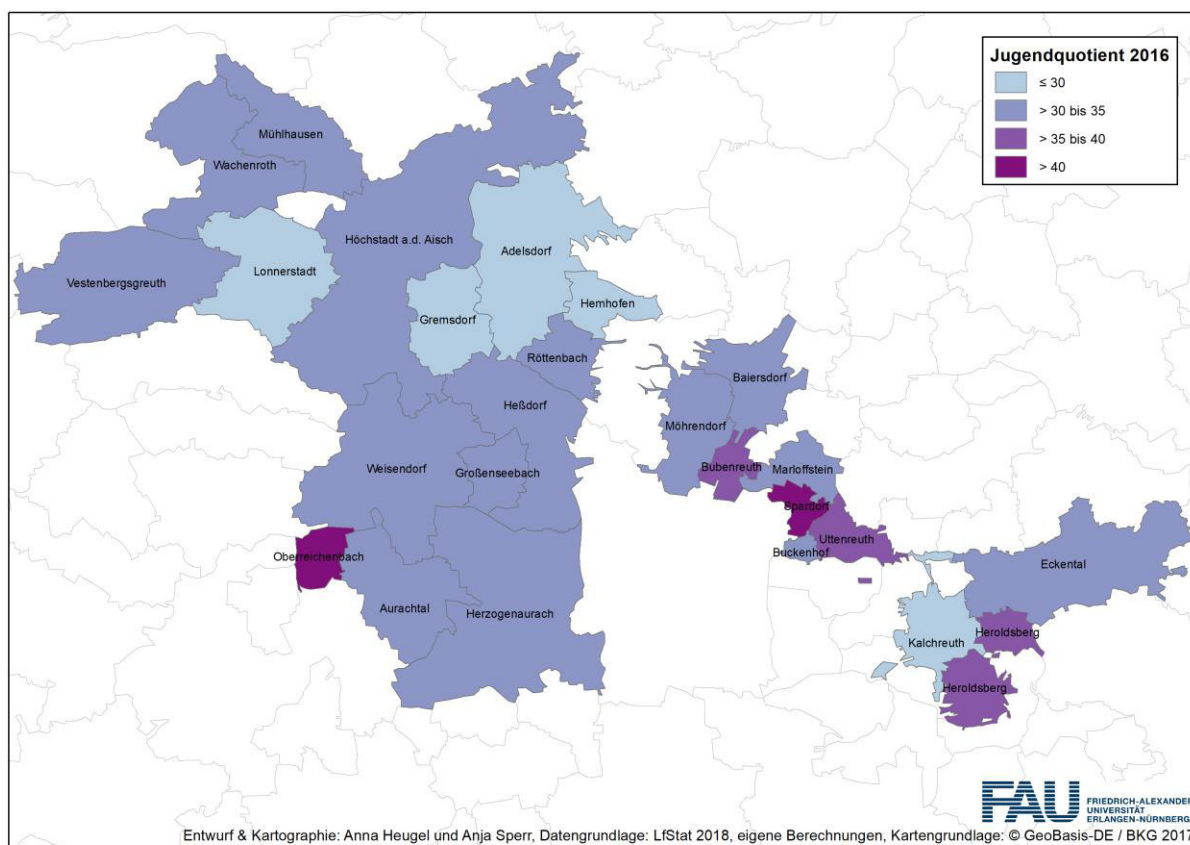 Jugendquotient 2016
≤ 30
> 30 bis 35
> 35 bis 40
> 40
Mühlhausen
Wachenroth
Höchstadt a.d. Aisch
Adelsdorf
Lonnerstadt
Vestenbergsgreuth
Hemhofen
Gremsdorf
Röttenbach
Baiersdorf
Heßdorf
Möhrendorf
Weisendorf
Großenseebach
Bubenreuth
Marloffstein
Spardorf
Uttenreuth
Buckenhof
Oberreichenbach
Eckental
Aurachtal
Herzogenaurach
Heroldsberg
Kalchreuth
Heroldsberg
FAU
FRIEDRICH-ALEXANDER
UNIVERSITÄT
ERLANGEN-NÜRNBERG
Entwurf & Kartographie: Anna Heugel und Anja Sperr, Datengrundlage: LfStat 2018, eigene Berechnungen, Kartengrundlage: © GeoBasis-DE / BKG 2017